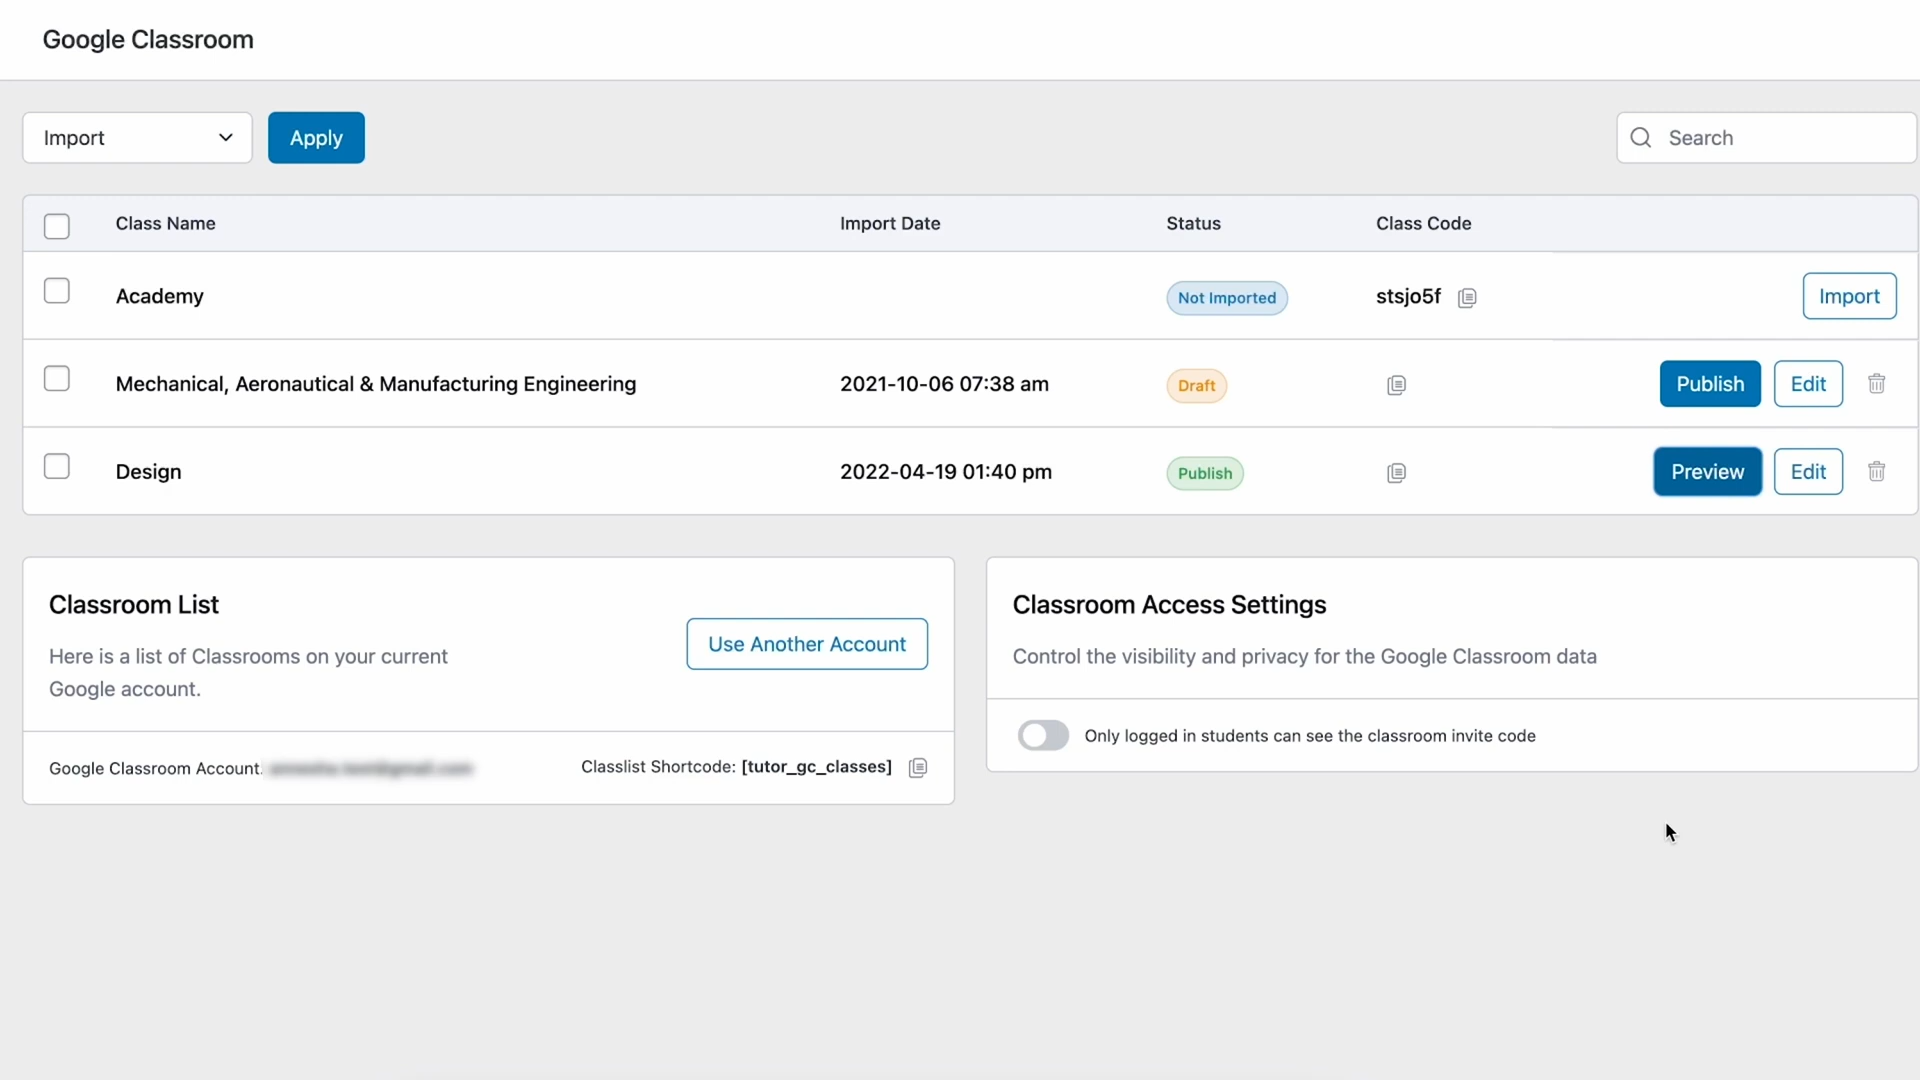 Google Classroom
Import
Apply
Search
Class Name
Import Date
Status
Class Code
Academy
Not Imported
stsjo5f
Import
Mechanical, Aeronautical & Manufacturing Engineering
2021-10-06 07:38 am
Draft
Publish
Edit
Design
2022-04-19 01:40 pm
Publish
Preview
Edit
Classroom List
Here is a list of Classrooms on your current
Google account.
Use Another Account
Google Classroom Account:
Classlist Shortcode: [tutor_gc_classes]
Classroom Access Settings
Control the visibility and privacy for the Google Classroom data
Only logged in students can see the classroom invite code